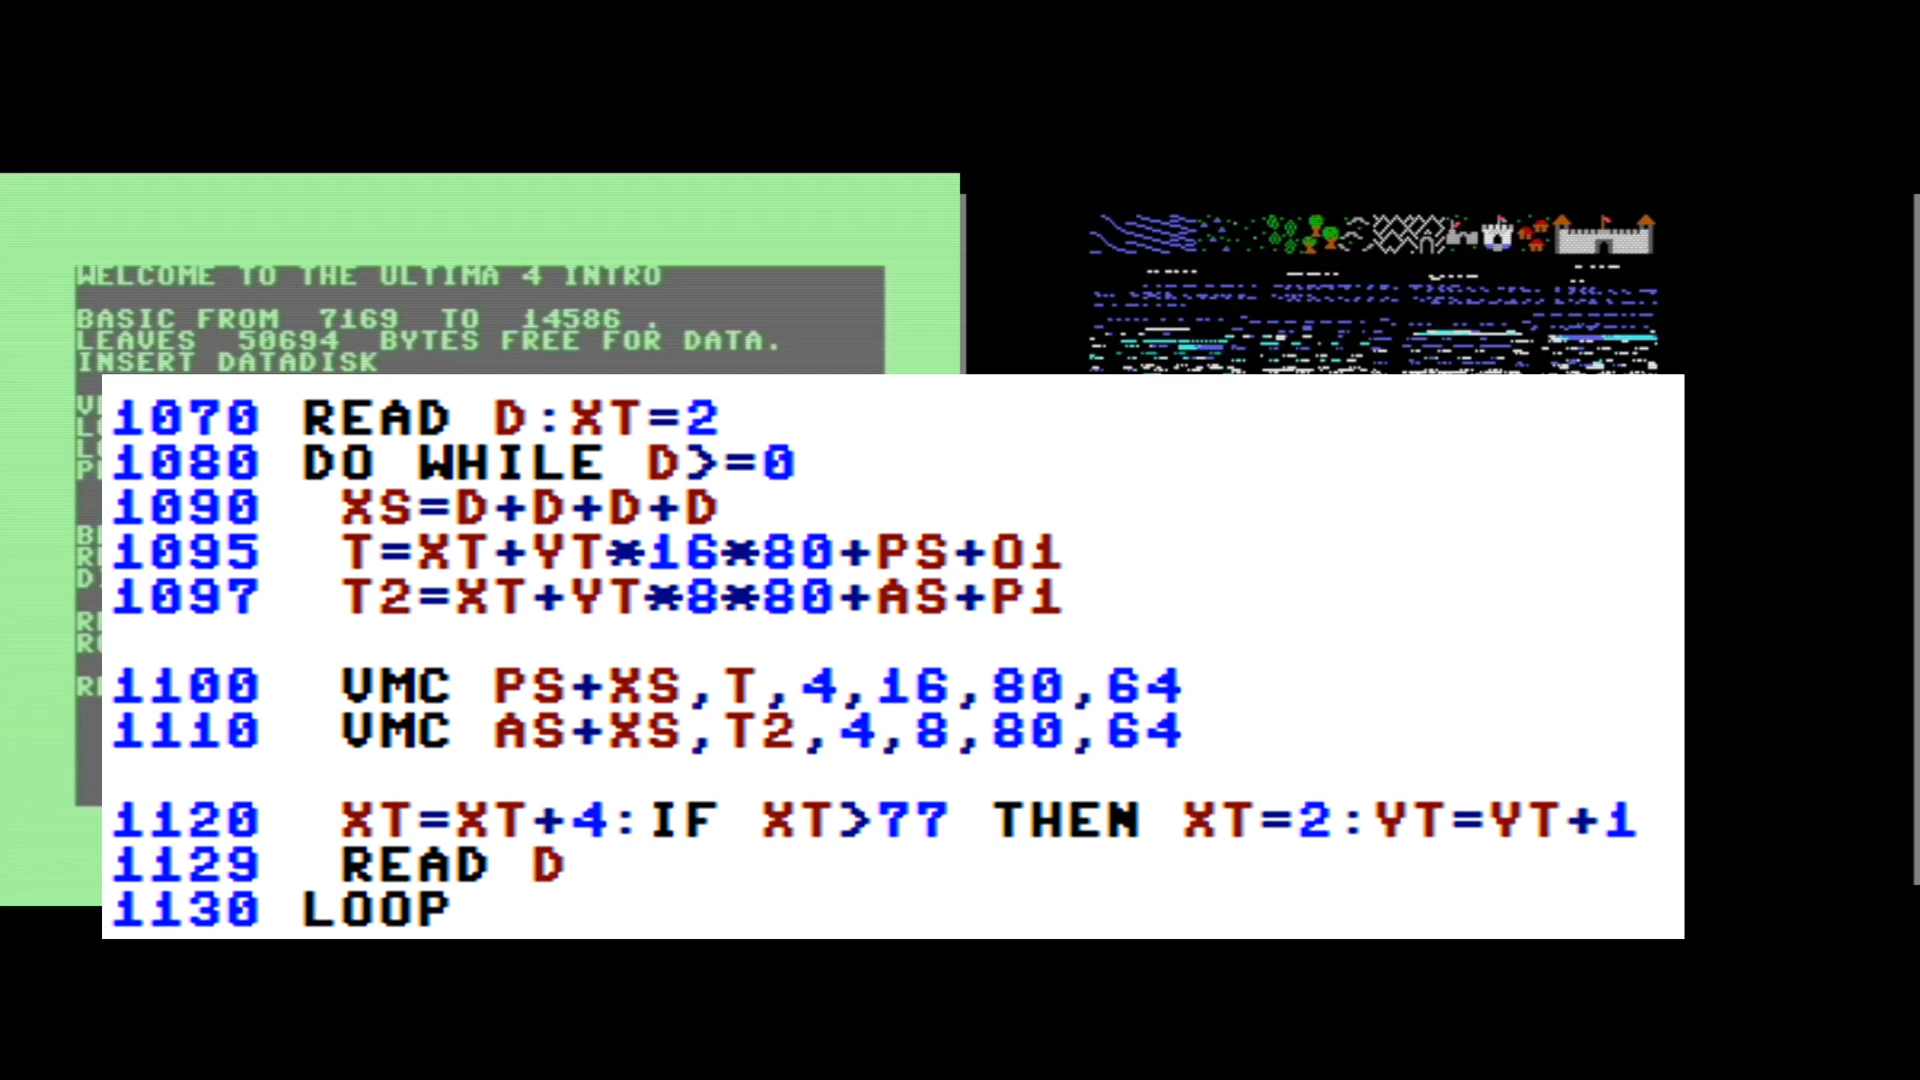 WELCOME TO THE ULTIMA 4 INTRO
BASIC FROM 7169 TO 14586 .
LEAVES 50694 BYTES FREE FOR DATA.
INSERT DATADISK
1070 READ D:XT=2
1080 DO WHILE D>=0
1090 XS=D+D+D+D
1095 T=XT+YT*16*80+PS+O1
1097 T2=XT+YT*8*80+AS+P1
1100 VMC PS+XS,T,4,16,80,64
1110 VMC AS+XS,T2,4,8,80,64
1120 XT=XT+4:IF XT>77 THEN XT=2:YT=YT+1
1129 READ D
1130 LOOP